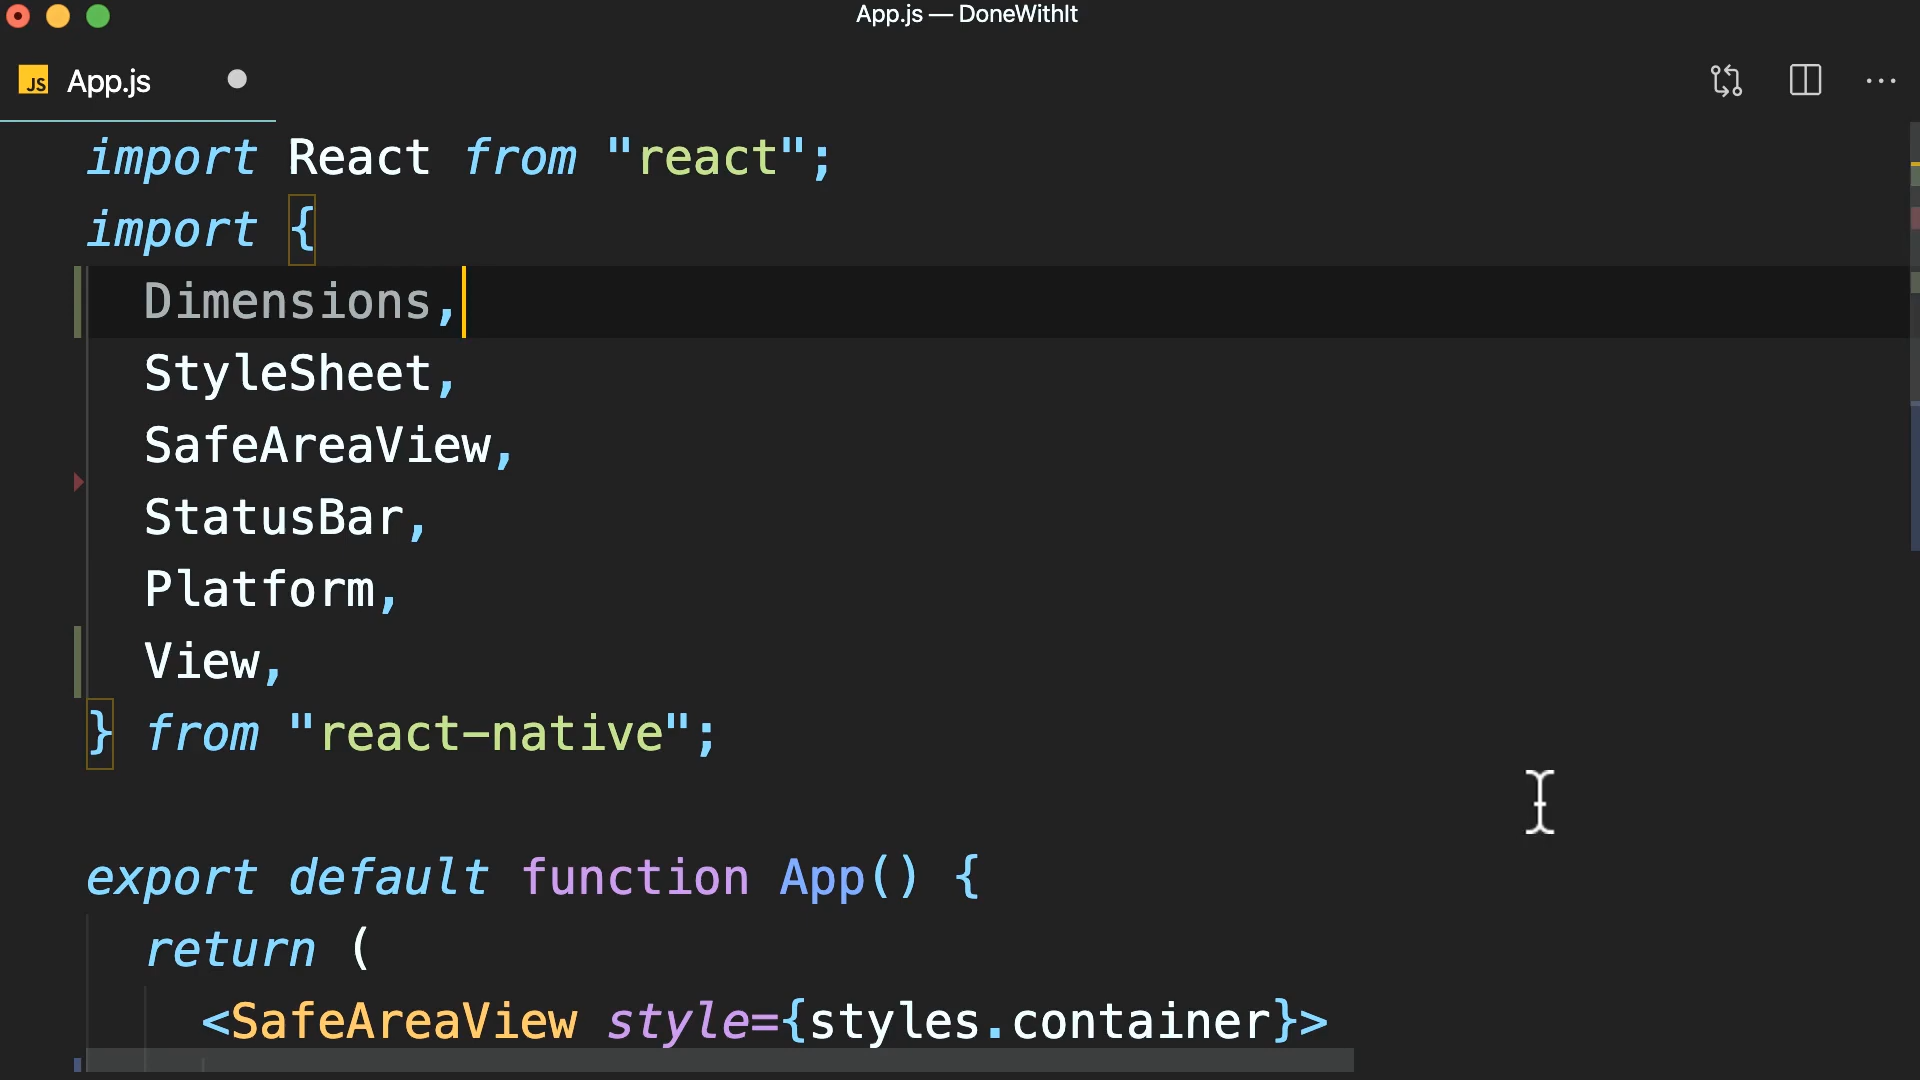 App.js — DoneWithIt
JS App.js
import React from "react";
import {
Dimensions,
StyleSheet,
SafeAreaView,
StatusBar,
Platform,
View,
} from "react-native";
export default function App() {
return (
<SafeAreaView style={styles.container}>